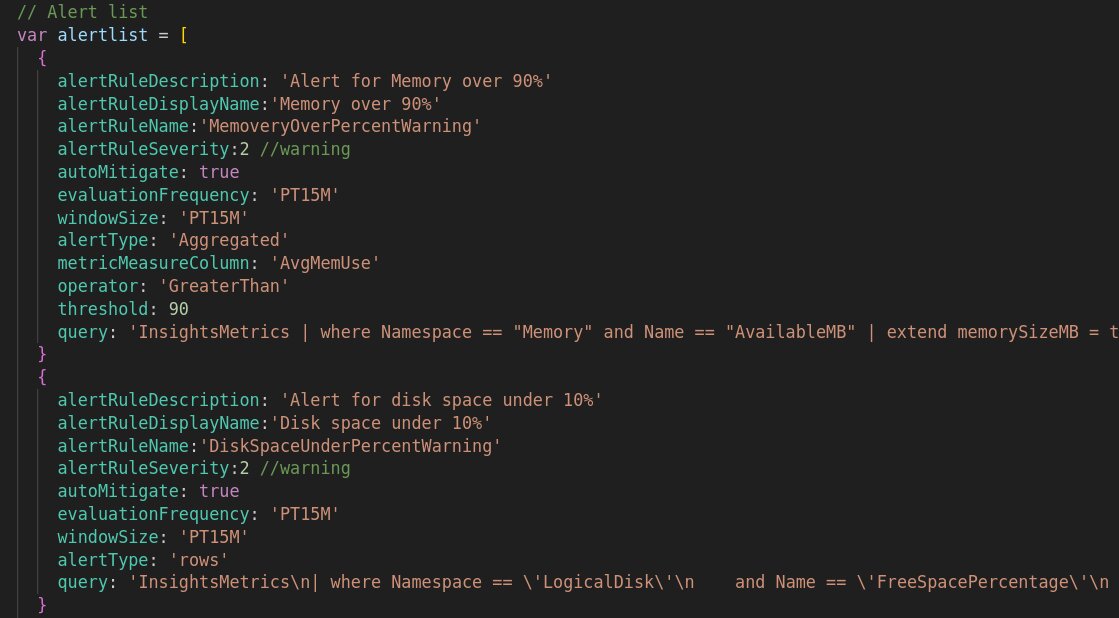 // Alert list
var alertlist = [
{
alertRuleDescription: 'Alert for Memory over 90%'
alertRuleDisplayName:'Memory over 90%'
alertRuleName:'MemoveryOverPercentWarning'
alertRuleSeverity:2 //warning
autoMitigate: true
evaluationFrequency: 'PT15M'
windowSize: 'PT15M'
alertType: 'Aggregated'
metricMeasureColumn: 'AvgMemUse'
operator: 'GreaterThan'
threshold: 90
query: 'InsightsMetrics | where Namespace == "Memory" and Name == "AvailableMB" | extend memorySizeMB = t
}
{
alertRuleDescription: 'Alert for disk space under 10%'
alertRuleDisplayName:'Disk space under 10%'
alertRuleName:'DiskSpaceUnderPercentWarning'
alertRuleSeverity:2 //warning
autoMitigate: true
evaluationFrequency: 'PT15M'
windowSize: 'PT15M'
alertType: 'rows'
query: 'InsightsMetrics\n| where Namespace == \'LogicalDisk\'\n    and Name == \'FreeSpacePercentage\'\n
}